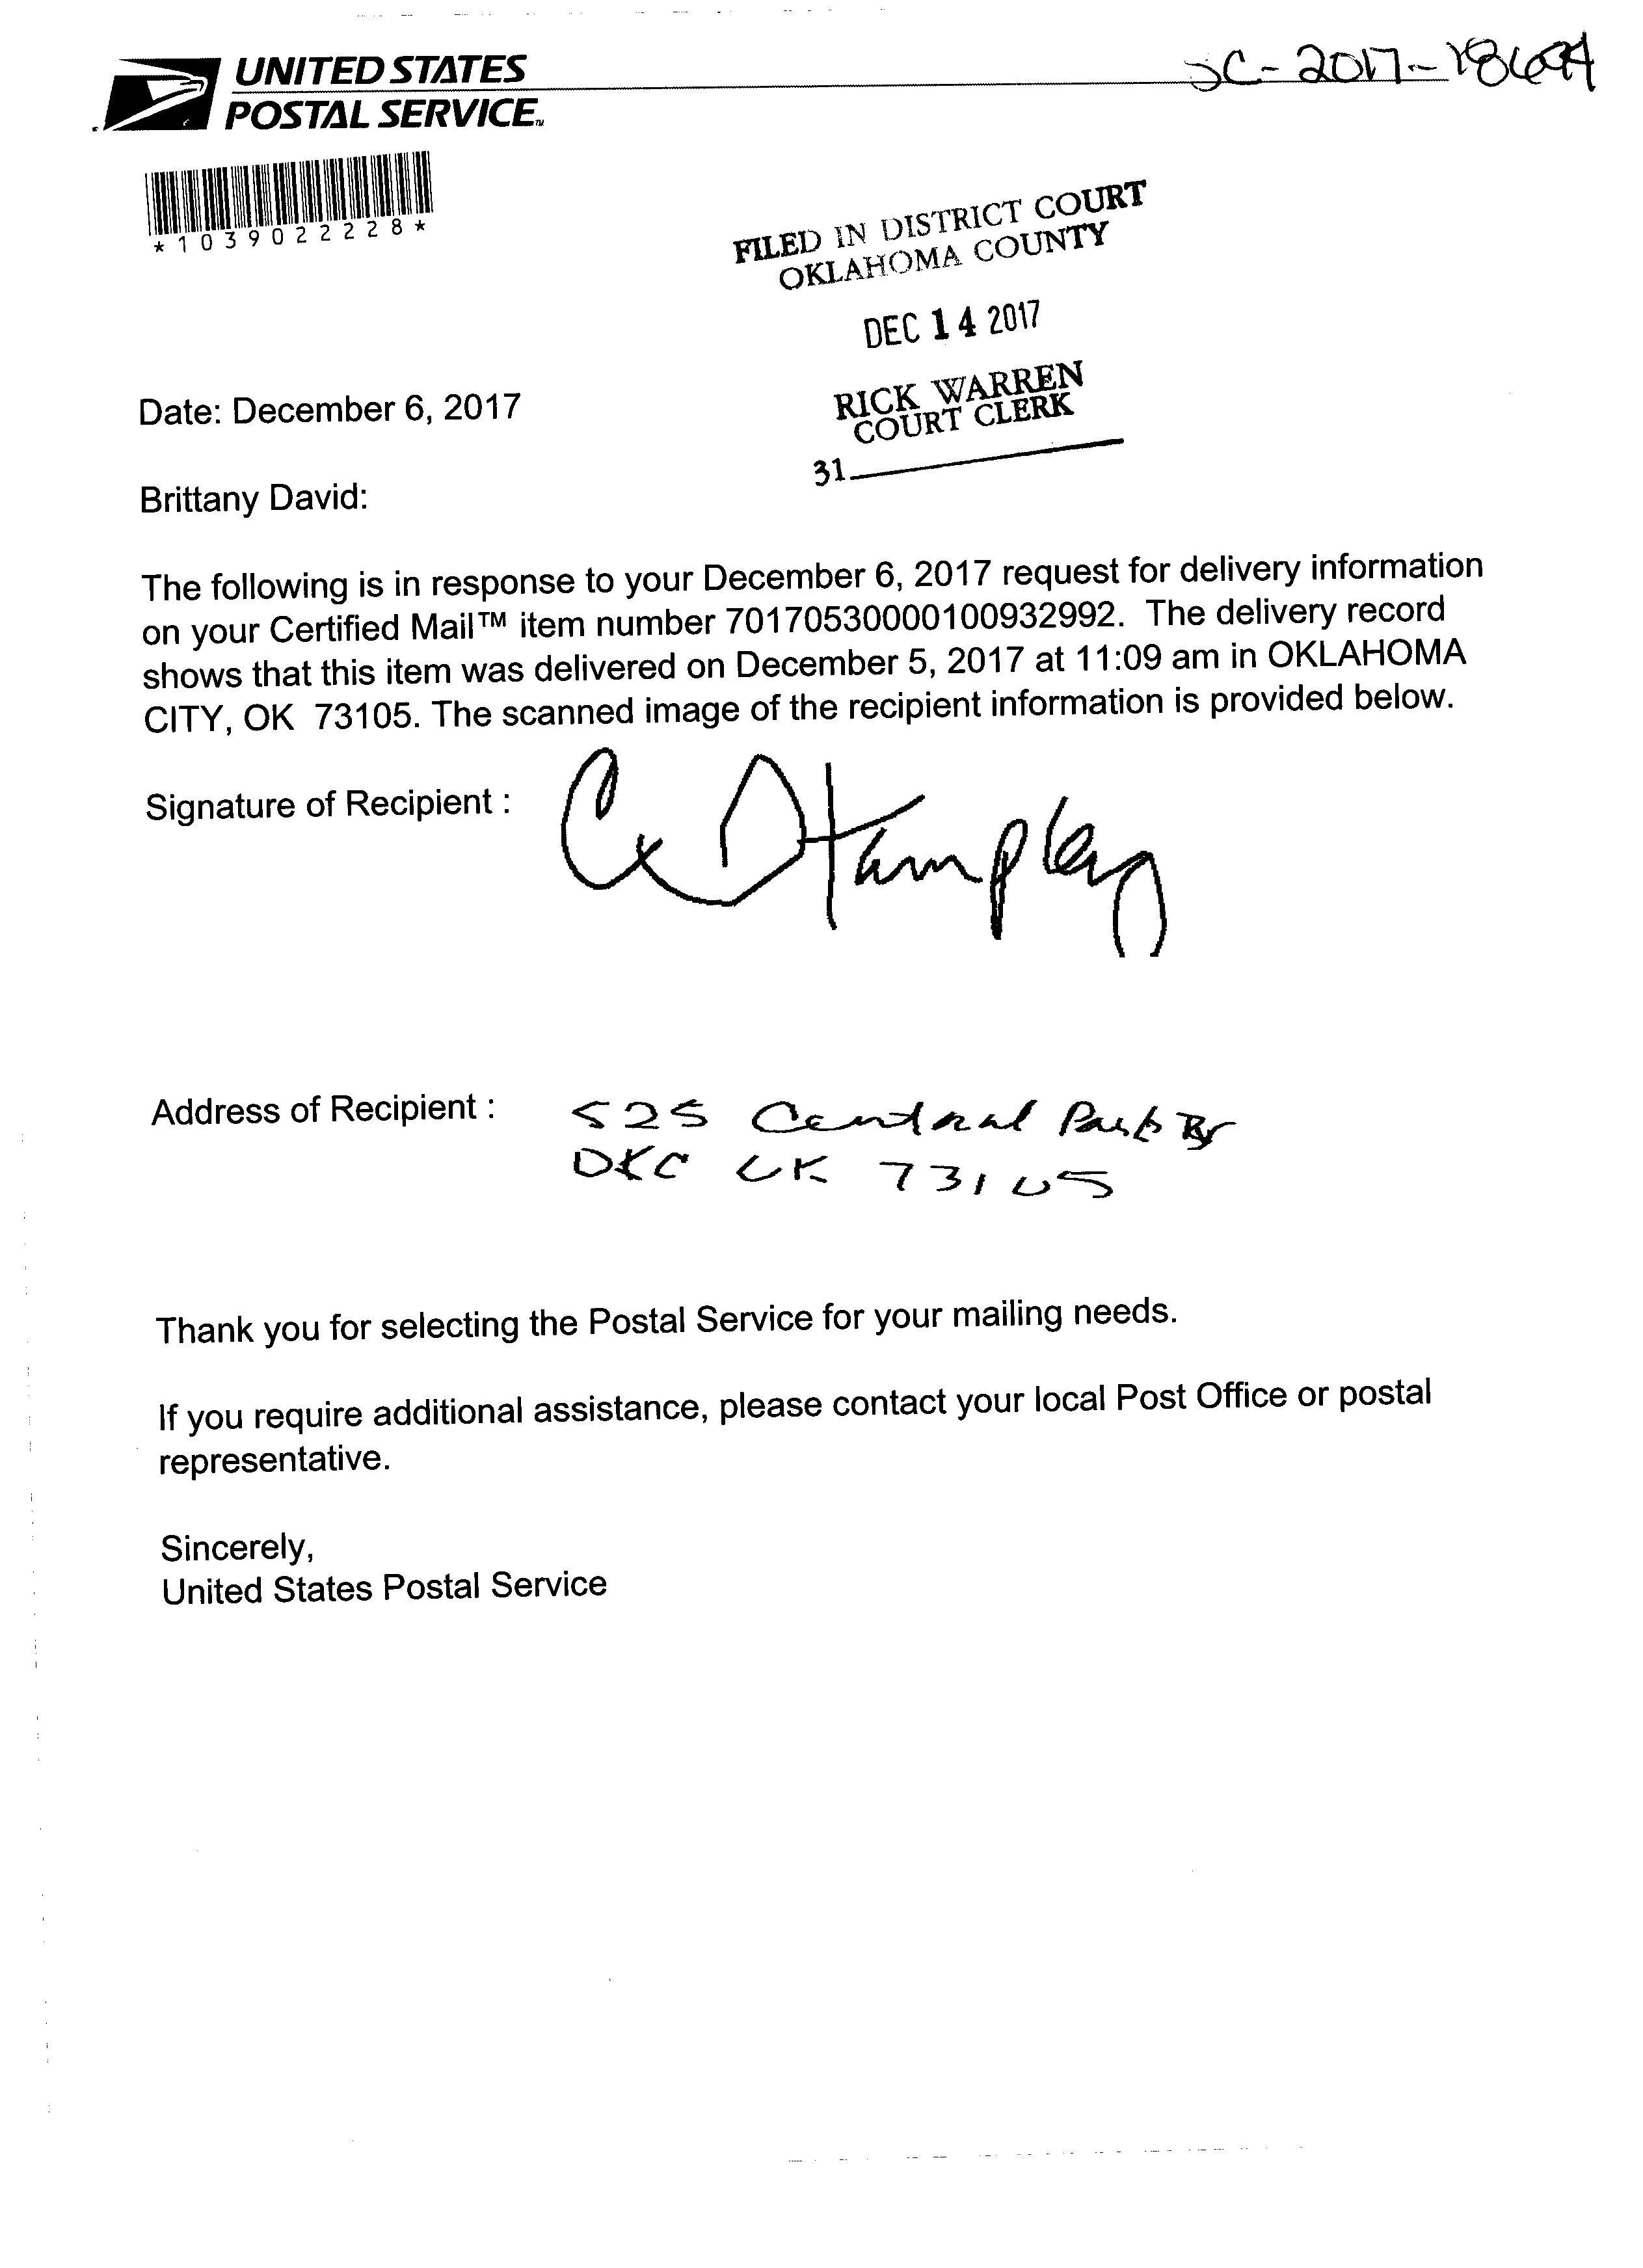 UNITED STATES
POSTAL SERVICE™
SC-2017-18694
*1039022228*
FILED IN DISTRICT COURT
OKLAHOMA COUNTY
DEC 14 2017
RICK WARREN
COURT CLERK
31
Date: December 6, 2017
Brittany David:
The following is in response to your December 6, 2017 request for delivery information
on your Certified Mail™ item number 70170530000100932992. The delivery record
shows that this item was delivered on December 5, 2017 at 11:09 am in OKLAHOMA
CITY, OK 73105. The scanned image of the recipient information is provided below.
Signature of Recipient :
Address of Recipient :
525 Central Park Dr
OKC OK 73105
Thank you for selecting the Postal Service for your mailing needs.
If you require additional assistance, please contact your local Post Office or postal
representative.
Sincerely,
United States Postal Service